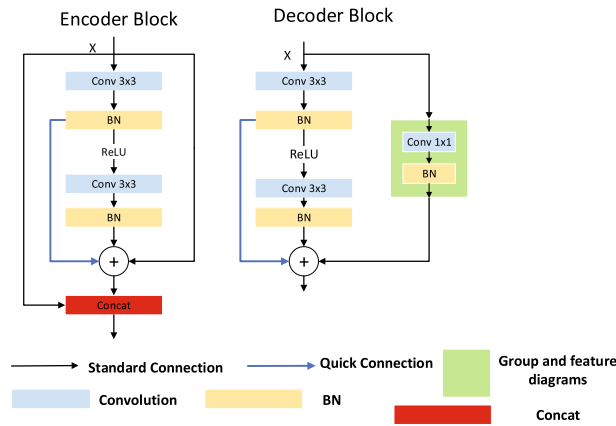 Encoder Block
X
Conv 3x3
BN
ReLU
Conv 3x3
BN
+
Concat
Decoder Block
X
Conv 3x3
BN
ReLU
Conv 3x3
BN
+
Conv 1x1
BN
Standard Connection
Quick Connection
Group and feature
diagrams
Convolution
BN
Concat